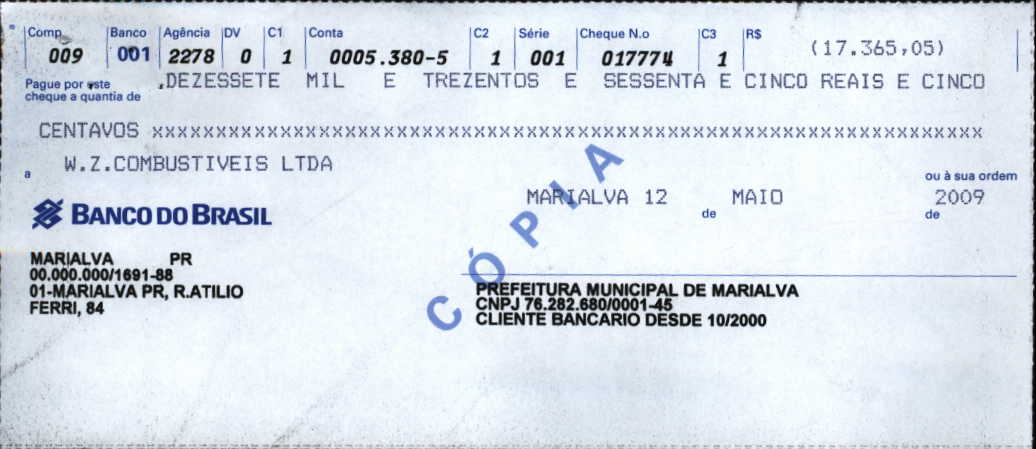 Comp Banco Agência DV C1 Conta C2 Série Cheque N.o C3 R$
009 001 2278 0 1 0005.380-5 1 001 017774 1 (17.365,05)
Pague por este
cheque a quantia de
.DEZESSETE MIL E TREZENTOS E SESSENTA E CINCO REAIS E CINCO
CENTAVOS xxxxxxxxxxxxxxxxxxxxxxxxxxxxxxxxxxxxxxxxxxxxxxxxxxxxxxxxxxxxxxxxxxxxxxxxxxxx
a W.Z.COMBUSTIVEIS LTDA
ou à sua ordem
MARIALVA 12 de MAIO de 2009
BANCO DO BRASIL
MARIALVA PR
00.000.000/1691-88
01-MARIALVA PR, R.ATILIO
FERRI, 84
PREFEITURA MUNICIPAL DE MARIALVA
CNPJ 76.282.680/0001-45
CLIENTE BANCARIO DESDE 10/2000
CÓPIA